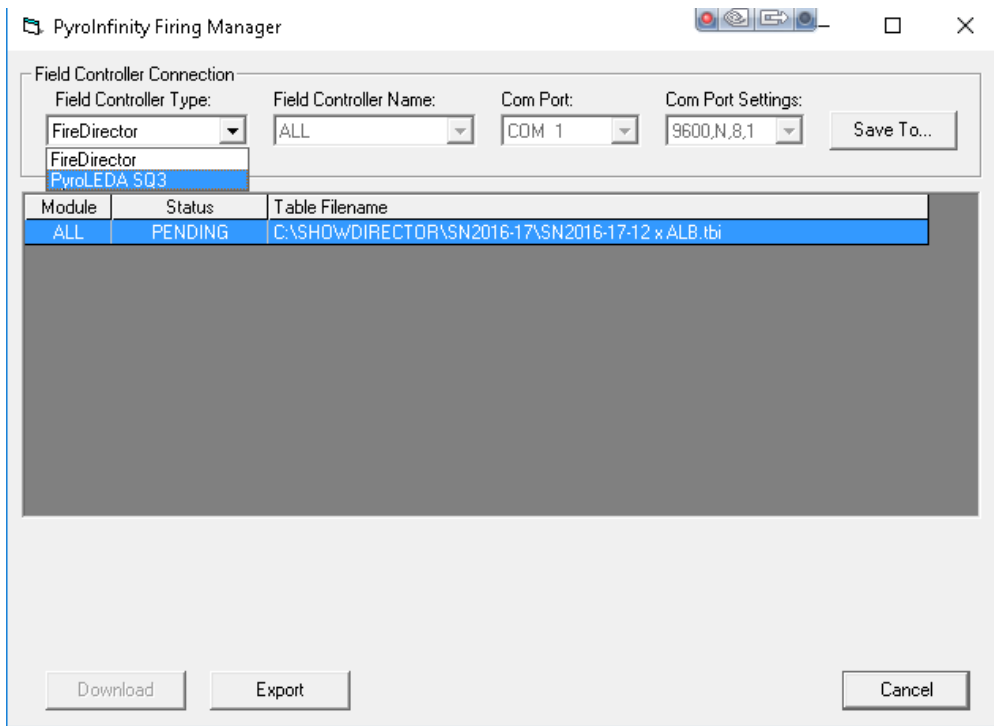 PyroInfinity Firing Manager
Field Controller Connection
Field Controller Type: Field Controller Name: Com Port: Com Port Settings:
FireDirector ALL COM 1 9600,N,8,1 Save To...
FireDirector
PyroLEDA SQ3
Module Status Table Filename
ALL PENDING C:\SHOWDIRECTOR\SN2016-17\SN2016-17-12 x ALB.tbi
Download Export Cancel